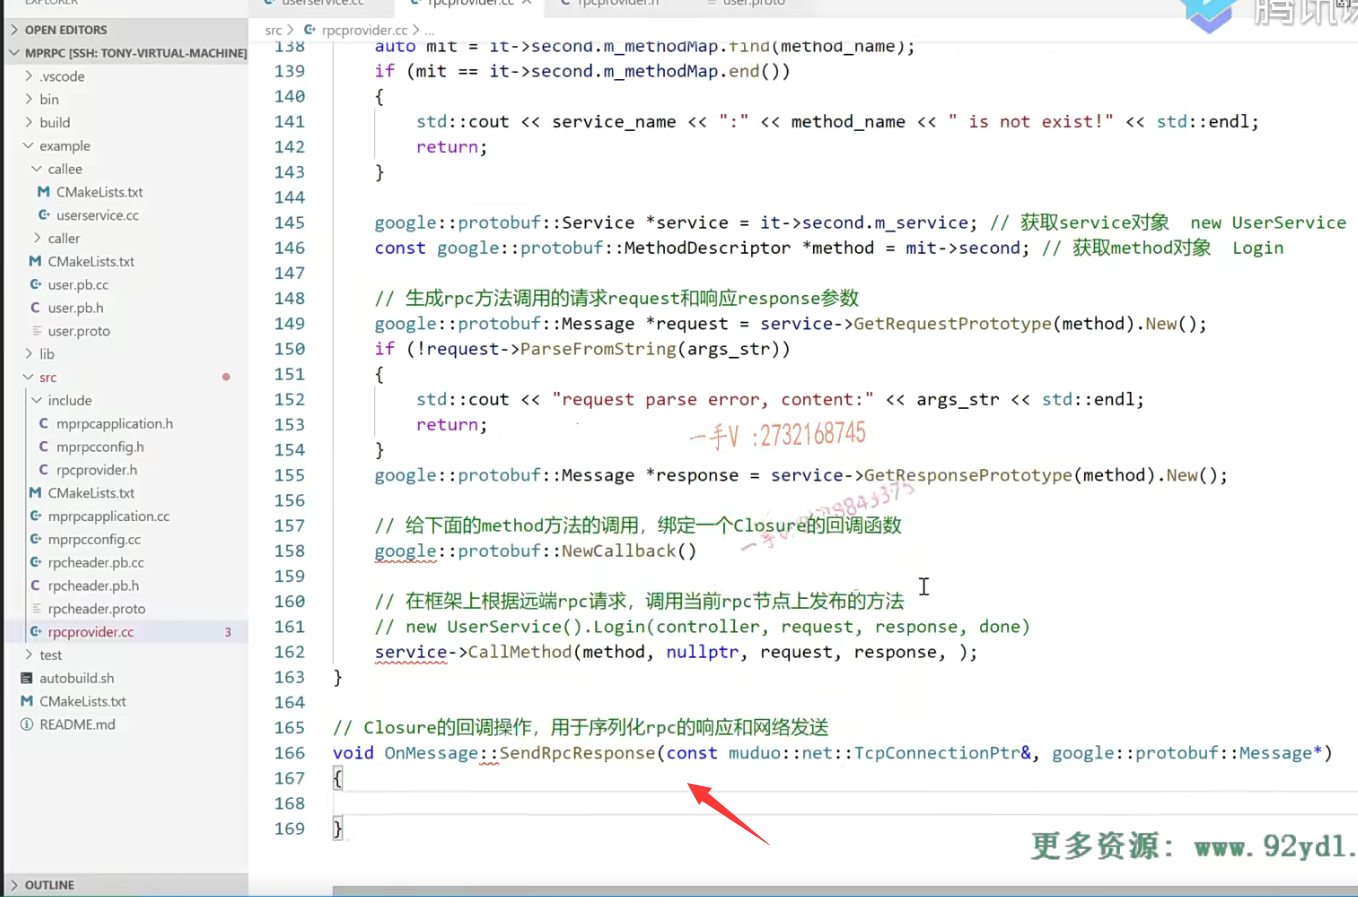 EXPLORER
OPEN EDITORS
MPRPC [SSH: TONY-VIRTUAL-MACHINE]
.vscode
bin
build
example
callee
CMakeLists.txt
userservice.cc
caller
CMakeLists.txt
user.pb.cc
user.pb.h
user.proto
lib
src
include
mprpcapplication.h
mprpcconfig.h
rpcprovider.h
CMakeLists.txt
mprpcapplication.cc
mprpcconfig.cc
rpcheader.pb.cc
rpcheader.pb.h
rpcheader.proto
rpcprovider.cc 3
test
autobuild.sh
CMakeLists.txt
README.md
OUTLINE
userservice.cc rpcprovider.cc rpcprovider.h user.proto
src > rpcprovider.cc > ...
138 auto mit = it->second.m_methodMap.find(method_name);
139 if (mit == it->second.m_methodMap.end())
140 {
141 std::cout << service_name << ":" << method_name << " is not exist!" << std::endl;
142 return;
143 }
144
145 google::protobuf::Service *service = it->second.m_service; // 获取service对象 new UserService
146 const google::protobuf::MethodDescriptor *method = mit->second; // 获取method对象 Login
147
148 // 生成rpc方法调用的请求request和响应response参数
149 google::protobuf::Message *request = service->GetRequestPrototype(method).New();
150 if (!request->ParseFromString(args_str))
151 {
152 std::cout << "request parse error, content:" << args_str << std::endl;
153 return;
154 }
155 google::protobuf::Message *response = service->GetResponsePrototype(method).New();
156
157 // 给下面的method方法的调用，绑定一个Closure的回调函数
158 google::protobuf::NewCallback()
159
160 // 在框架上根据远端rpc请求，调用当前rpc节点上发布的方法
161 // new UserService().Login(controller, request, response, done)
162 service->CallMethod(method, nullptr, request, response, );
163 }
164
165 // Closure的回调操作，用于序列化rpc的响应和网络发送
166 void OnMessage::SendRpcResponse(const muduo::net::TcpConnectionPtr&, google::protobuf::Message*)
167 {
168
169 }
一手V :2732168745
腾讯
更多资源: www.92yd1.